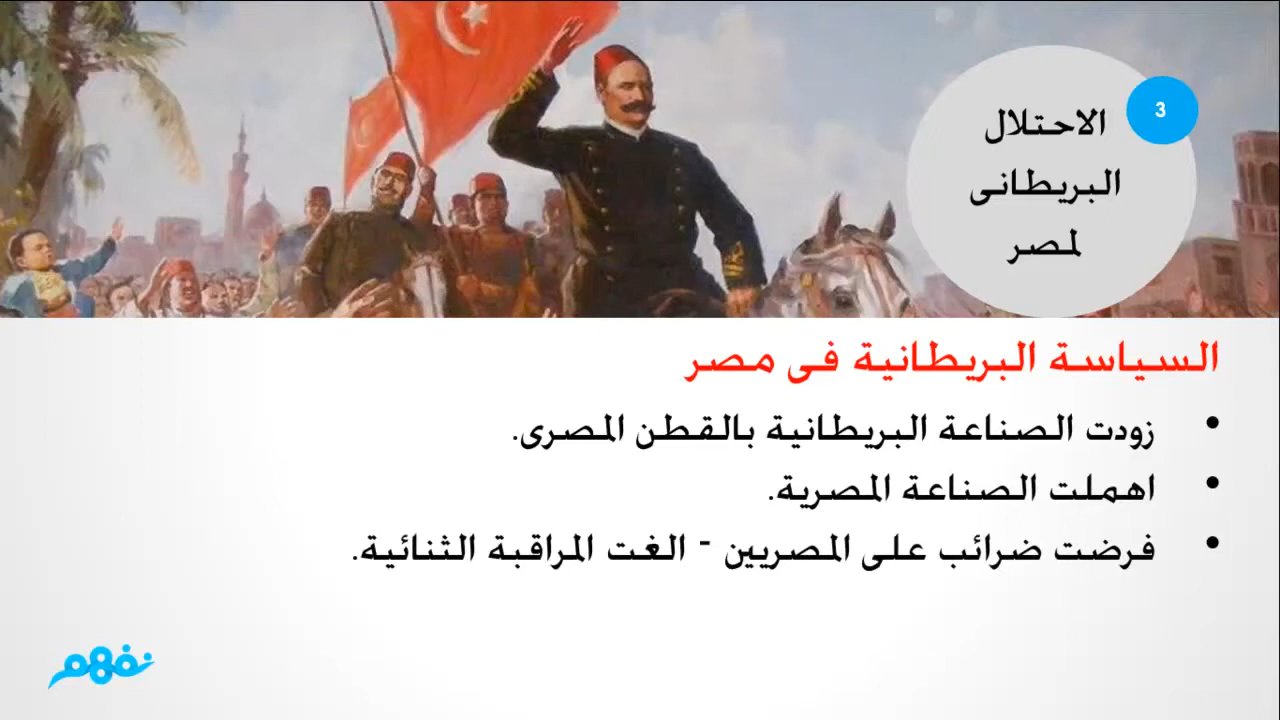 3
الاحتلال
البريطانى
لمصر
السياسة البريطانية فى مصر
• زودت الصناعة البريطانية بالقطن المصرى.
• اهملت الصناعة المصرية.
• فرضت ضرائب على المصريين - الغت المراقبة الثنائية.
نفهم